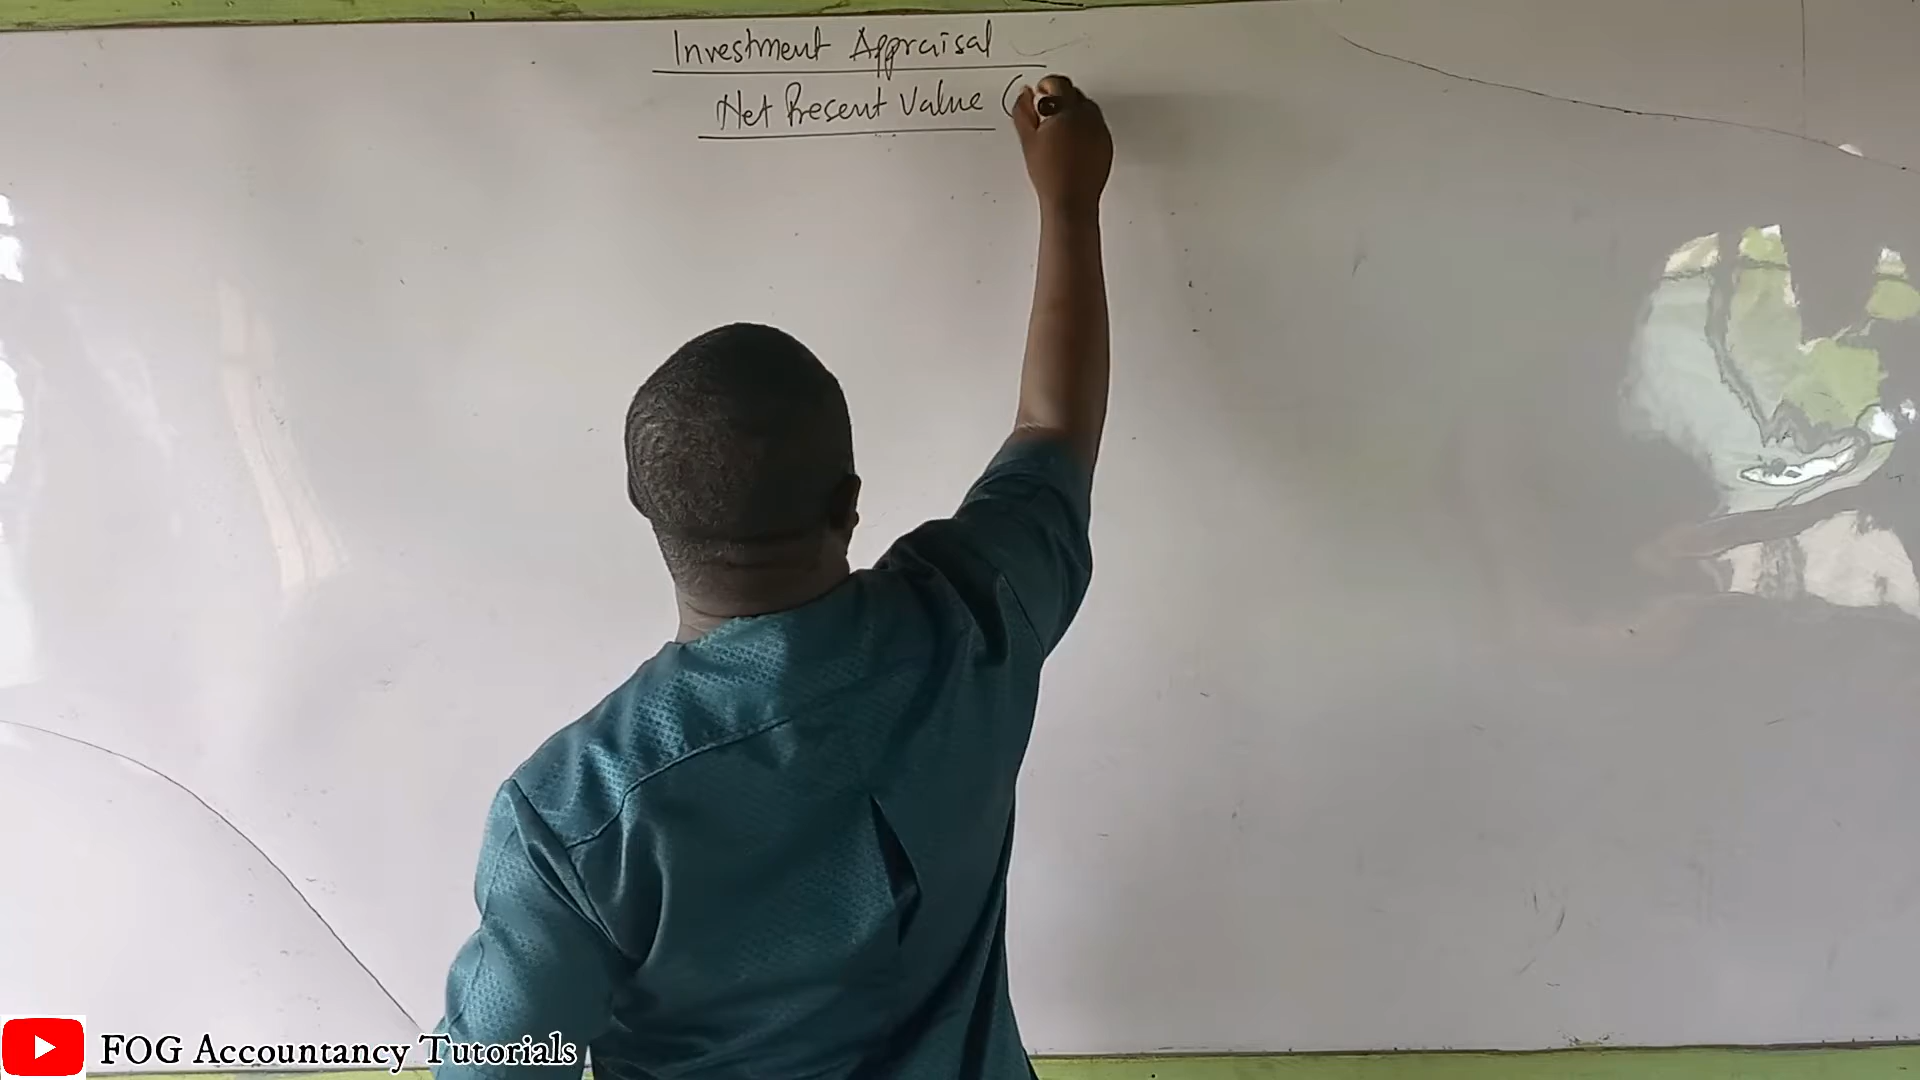 Investment Appraisal
Net Present Value (
FOG Accountancy Tutorials